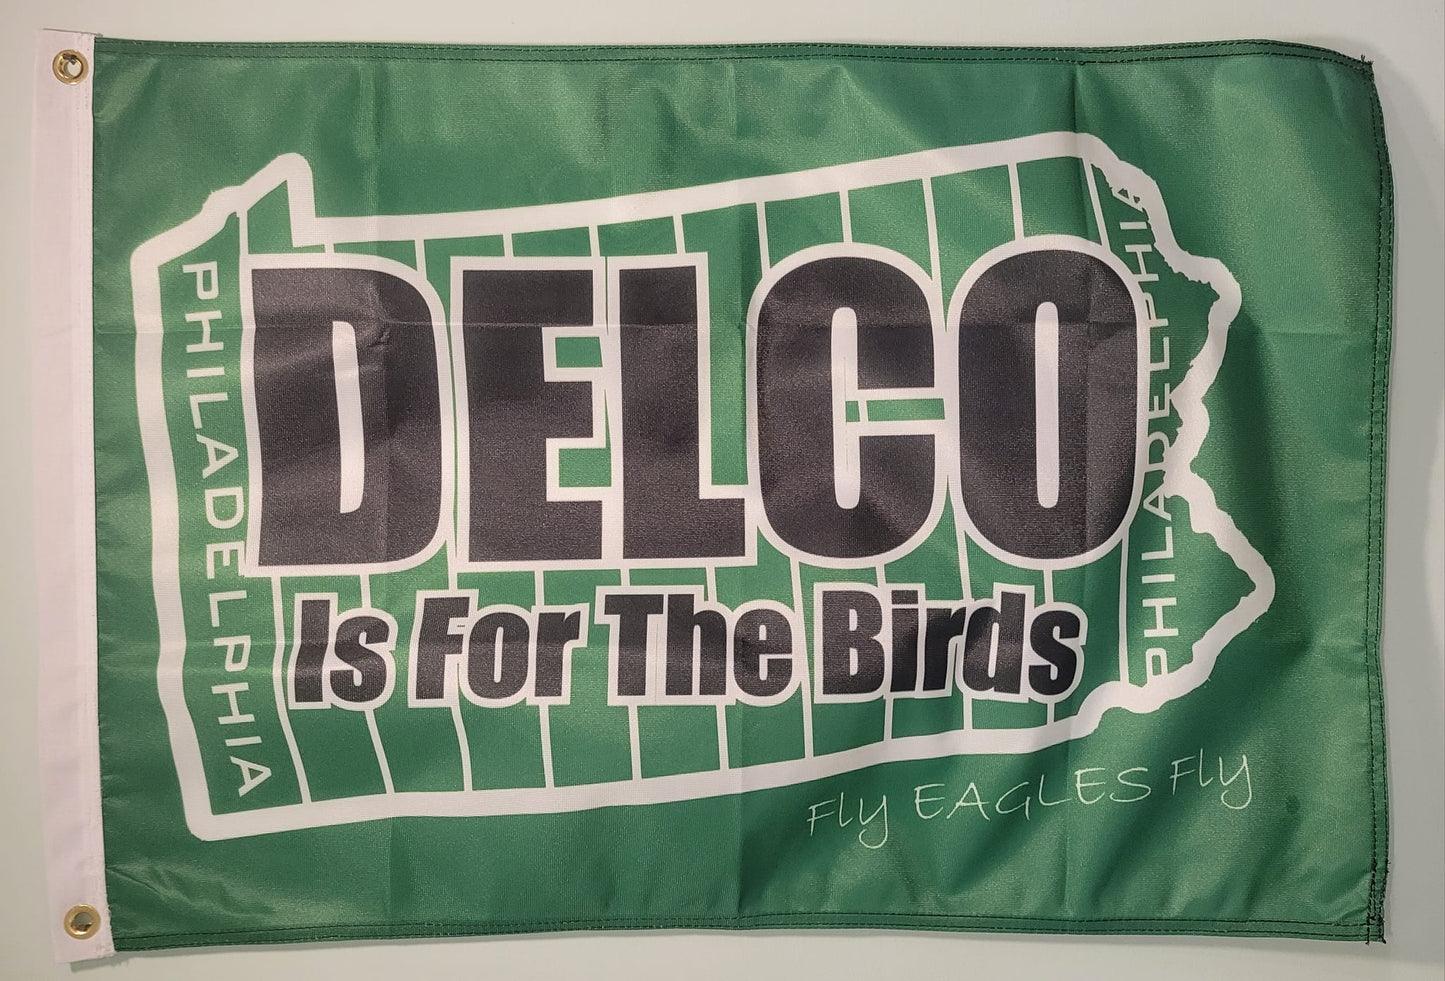 PHILADELPHIA
DELCO
Is For The Birds
PHILADELPHIA
Fly EAGLES Fly